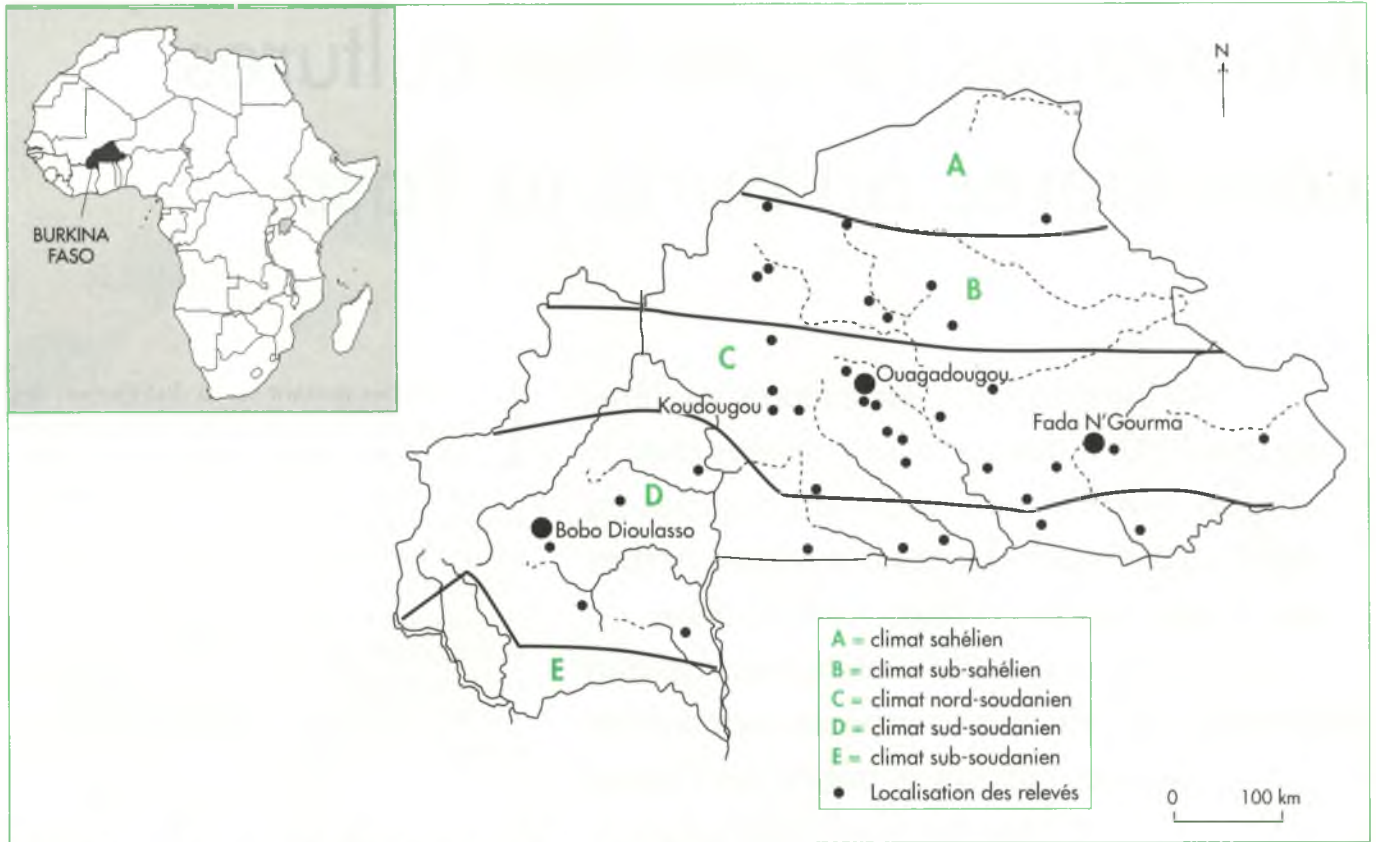 BURKINA
FASO
N
A
B
C
Ouagadougou
Koudougou
Fada N'Gourma
D
Bobo Dioulasso
E
A = climat sahélien
B = climat sub-sahélien
C = climat nord-soudanien
D = climat sud-soudanien
E = climat sub-soudanien
● Localisation des relevés
0 100 km